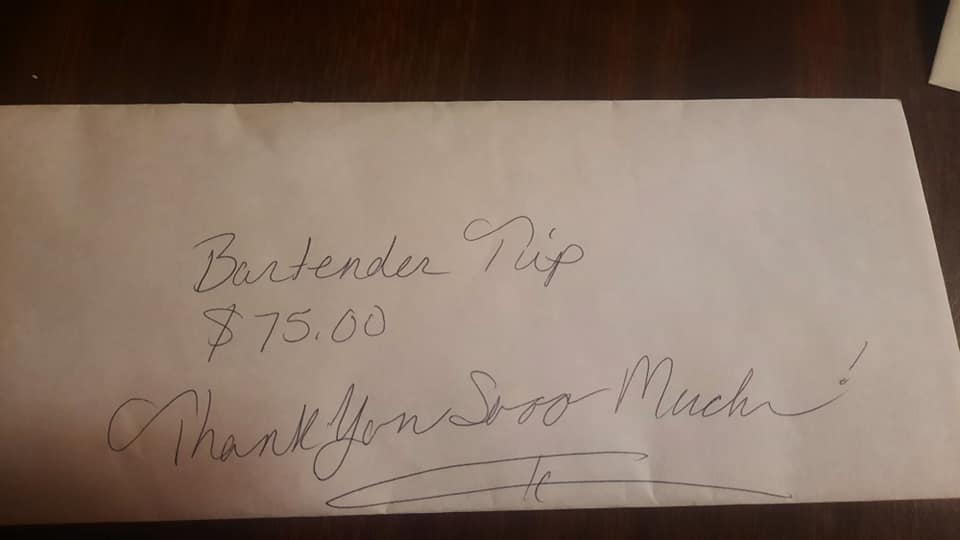 Bartender Tip
$75.00
Thank You Sooo Much!